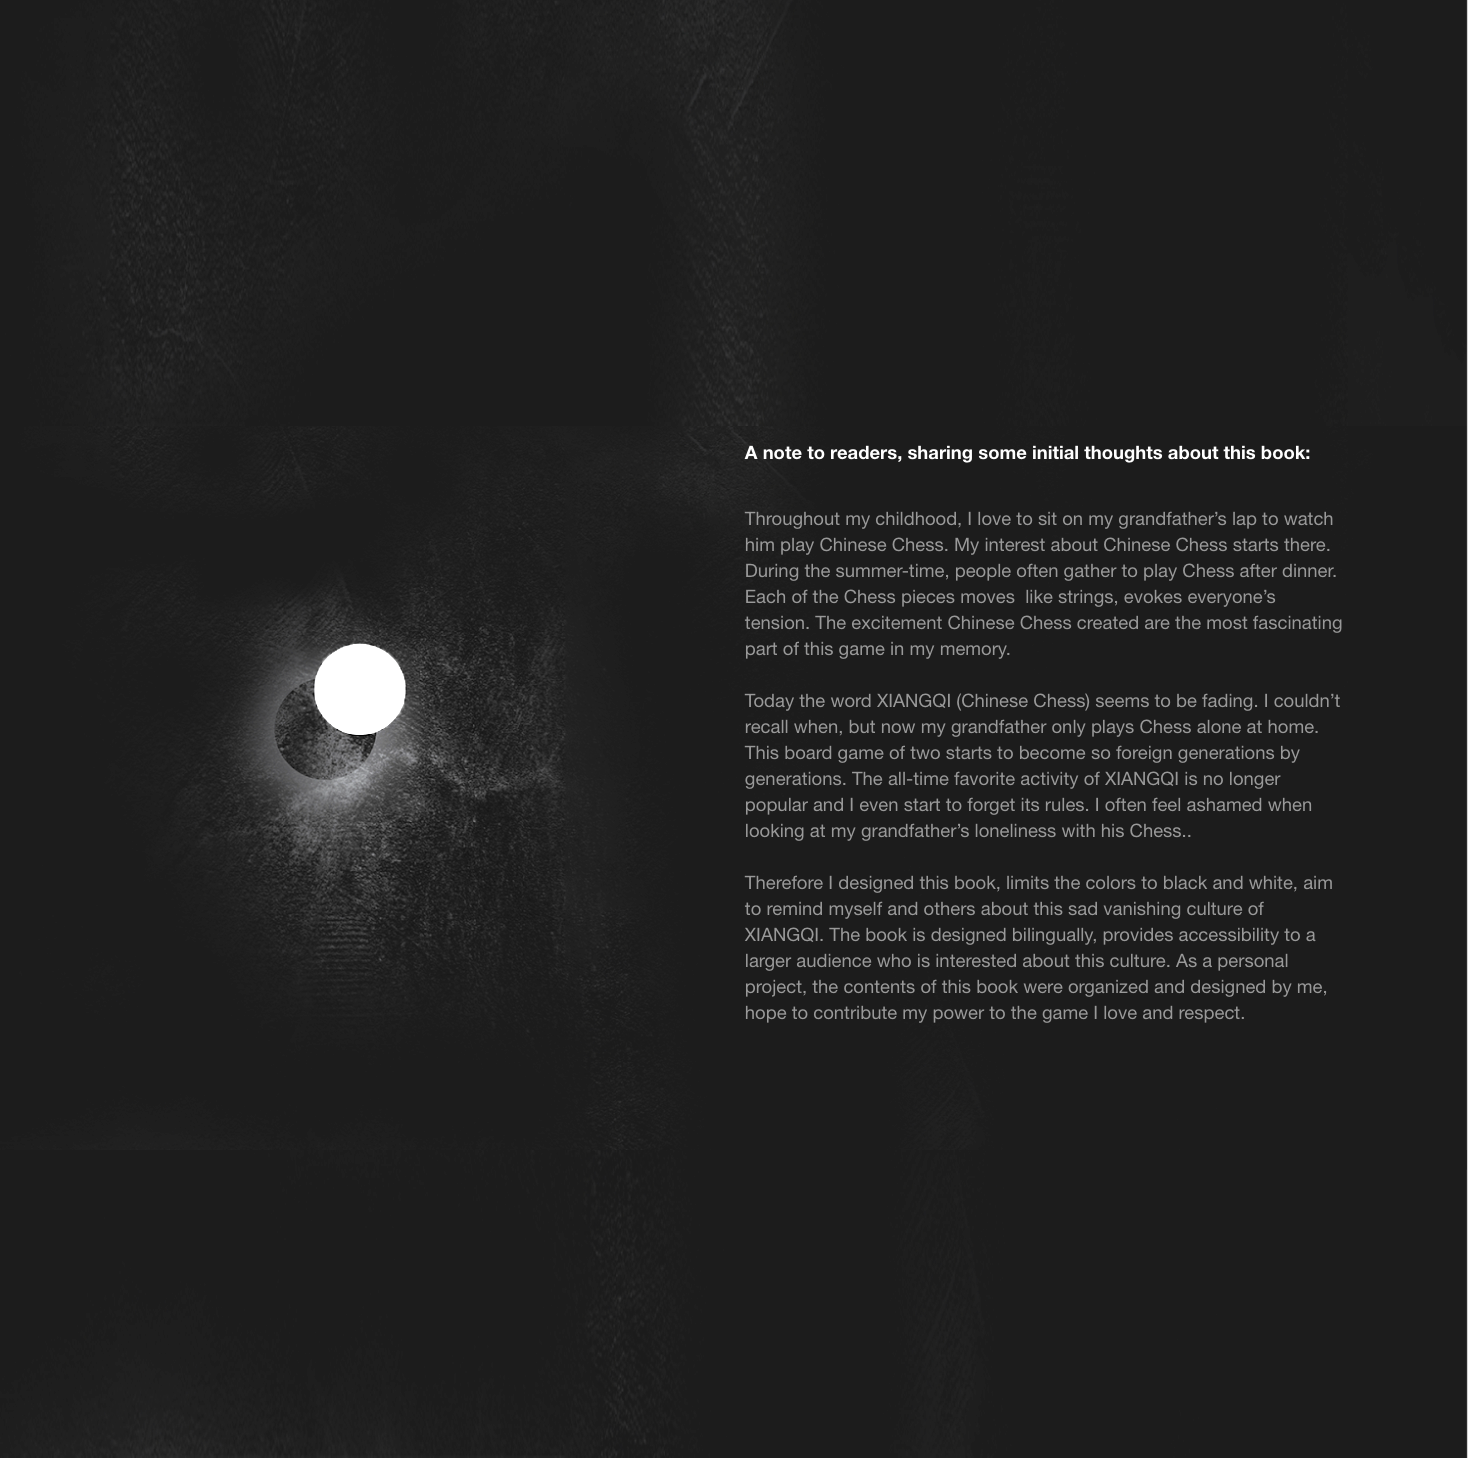 A note to readers, sharing some initial thoughts about this book:
Throughout my childhood, I love to sit on my grandfather’s lap to watch
him play Chinese Chess. My interest about Chinese Chess starts there.
During the summer-time, people often gather to play Chess after dinner.
Each of the Chess pieces moves  like strings, evokes everyone’s
tension. The excitement Chinese Chess created are the most fascinating
part of this game in my memory.
Today the word XIANGQI (Chinese Chess) seems to be fading. I couldn’t
recall when, but now my grandfather only plays Chess alone at home.
This board game of two starts to become so foreign generations by
generations. The all-time favorite activity of XIANGQI is no longer
popular and I even start to forget its rules. I often feel ashamed when
looking at my grandfather’s loneliness with his Chess..
Therefore I designed this book, limits the colors to black and white, aim
to remind myself and others about this sad vanishing culture of
XIANGQI. The book is designed bilingually, provides accessibility to a
larger audience who is interested about this culture. As a personal
project, the contents of this book were organized and designed by me,
hope to contribute my power to the game I love and respect.